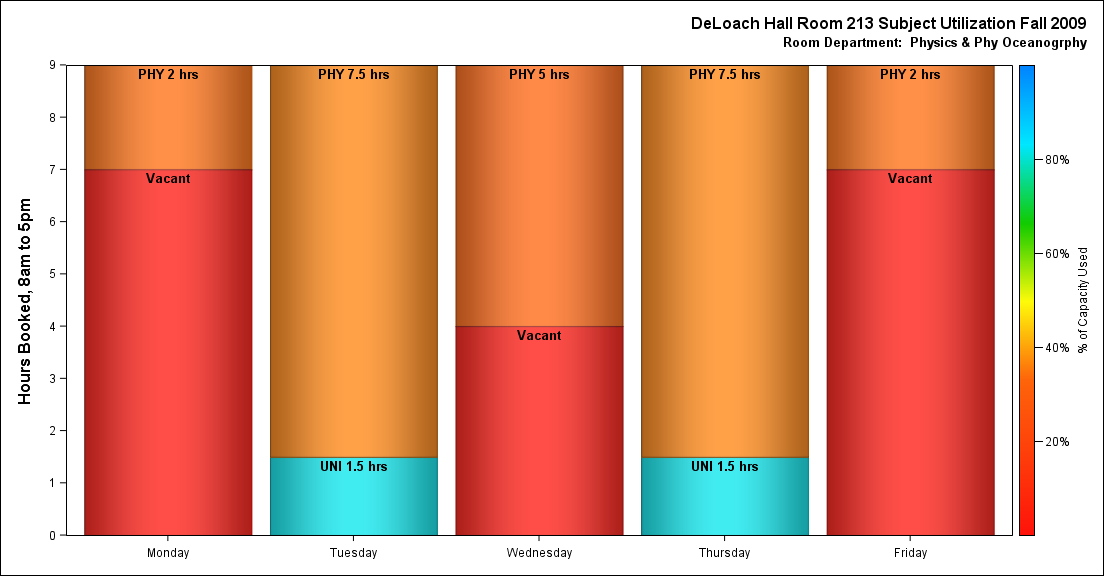 DeLoach Hall Room 213 Subject Utilization Fall 2009
Room Department:  Physics & Phy Oceanogrphy
Hours Booked, 8am to 5pm
9
8
7
6
5
4
3
2
1
0
PHY 2 hrs
Vacant
PHY 7.5 hrs
UNI 1.5 hrs
PHY 5 hrs
Vacant
PHY 7.5 hrs
UNI 1.5 hrs
PHY 2 hrs
Vacant
Monday
Tuesday
Wednesday
Thursday
Friday
80%
60%
40%
20%
% of Capacity Used